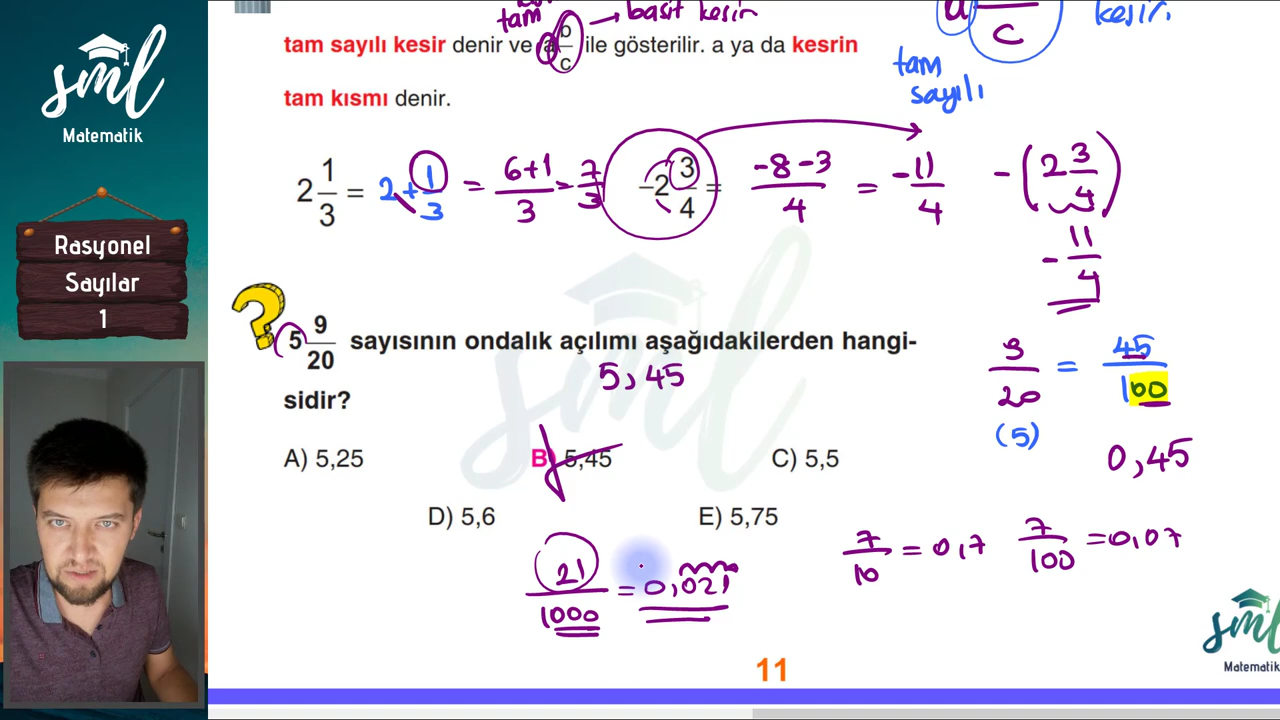 sml
Matematik
Rasyonel
Sayılar
1
tam → basit kesir
a c kesir.
tam sayılı kesir denir ve a b/c ile gösterilir. a ya da kesrin
tam sayılı
tam kısmı denir.
2 1/3 = 2 + 1/3 = 6+1/3 = 7/3
-2 3/4 = -8-3/4 = -11/4
-(2 3/4)
-11/4
? 5 9/20 sayısının ondalık açılımı aşağıdakilerden hangi-
5,45
sidir?
9/20 = 45/100
(5)
0,45
A) 5,25 B) 5,45 C) 5,5
D) 5,6 E) 5,75
21/1000 = 0,021
7/10 = 0,7 7/100 = 0,07
sml
sml
Matematik
11